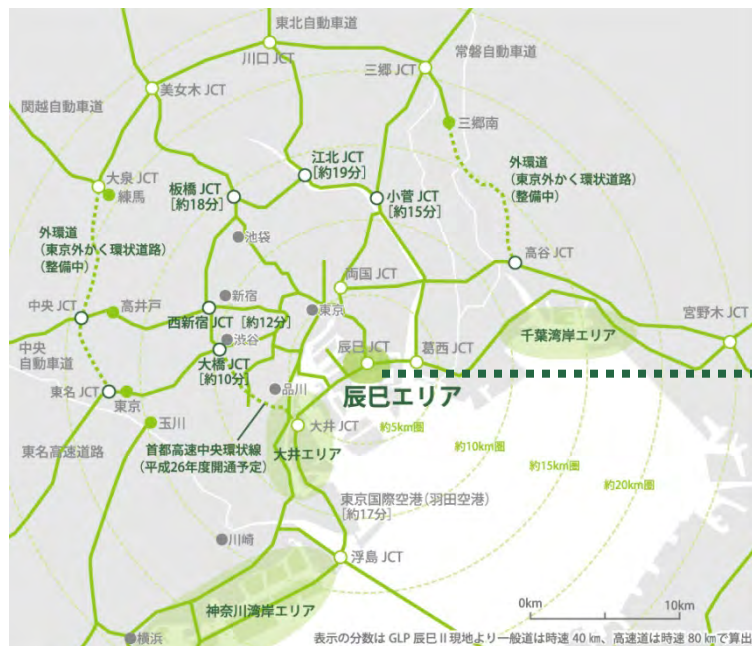 東北自動車道
川口 JCT
常磐自動車道
三郷 JCT
美女木 JCT
関越自動車道
三郷南
江北 JCT
[約19分]
外環道
(東京外かく環状道路)
(整備中)
大泉 JCT
練馬
板橋 JCT
[約18分]
小菅 JCT
[約15分]
外環道
(東京外かく環状道路)
(整備中)
池袋
高谷 JCT
両国 JCT
新宿
東京
中央 JCT
高井戸
西新宿 JCT [約12分]
千葉湾岸エリア
宮野木 JCT
渋谷
中央
自動車道
大橋 JCT
[約10分]
辰巳 JCT
葛西 JCT
東名 JCT
東京
品川
辰巳エリア
玉川
大井 JCT
約5km圏
約10km圏
約15km圏
約20km圏
首都高速中央環状線
(平成26年度開通予定)
大井エリア
東名高速道路
東京国際空港(羽田空港)
[約17分]
川崎
浮島 JCT
神奈川湾岸エリア
0km
10km
横浜
表示の分数は GLP 辰巳Ⅱ現地より一般道は時速 40 ㎞、高速道は時速 80 ㎞で算出